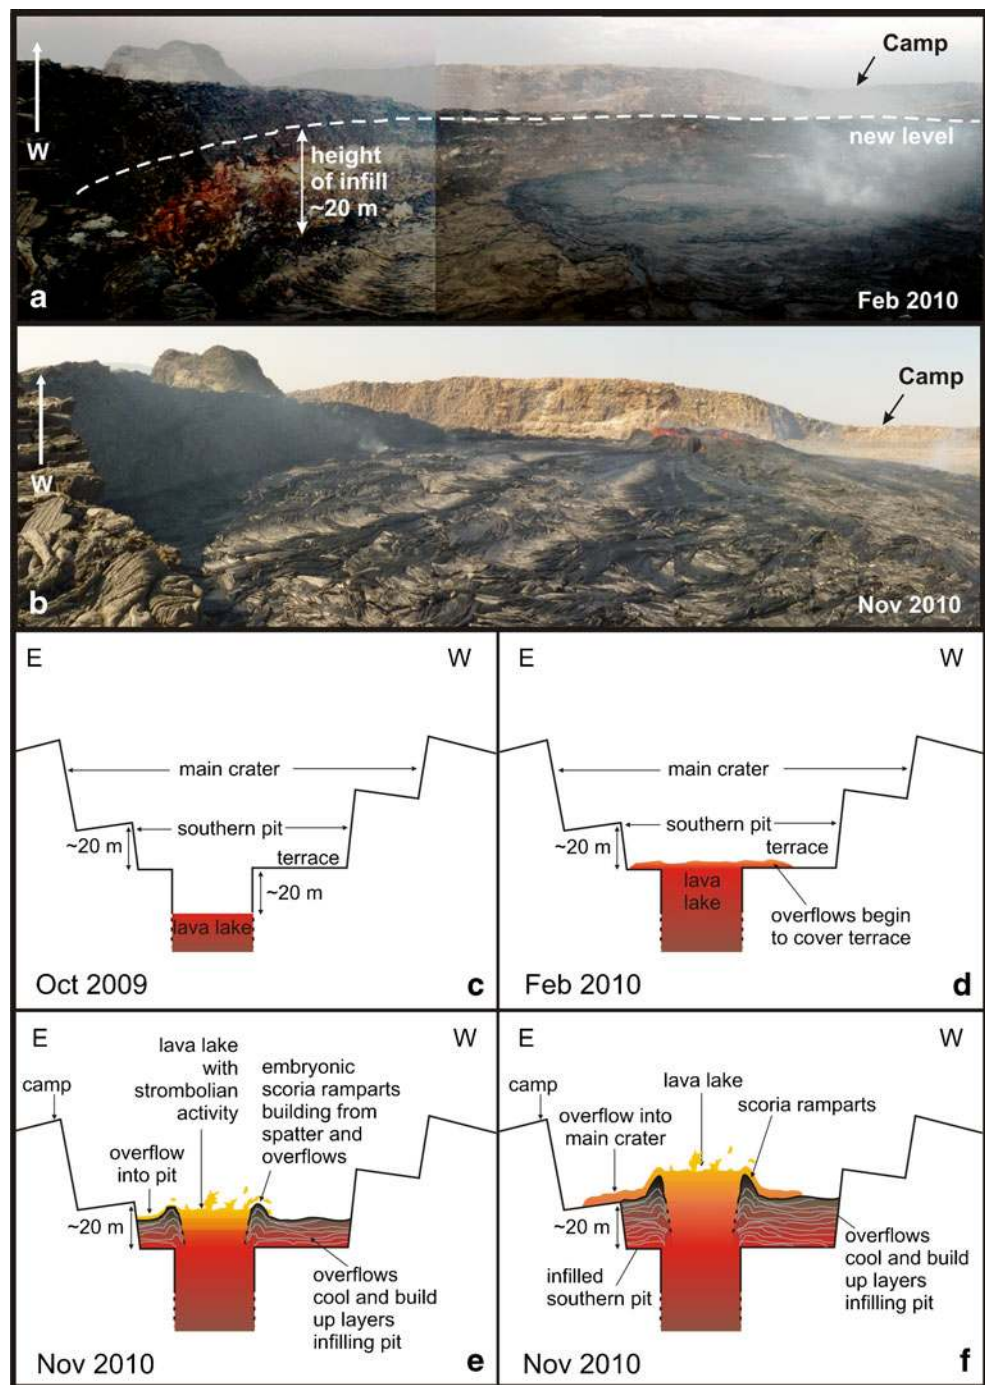 Camp
W
new level
height
of infill
~20 m
a
Feb 2010
Camp
W
b
Nov 2010
E
W
main crater
southern pit
~20 m
terrace
~20 m
lava lake
Oct 2009
c
E
W
main crater
southern pit
~20 m
terrace
lava
lake
overflows begin
to cover terrace
Feb 2010
d
E
W
lava lake
with
strombolian
activity
embryonic
scoria ramparts
building from
spatter and
overflows
camp
overflow
into pit
~20 m
overflows
cool and build
up layers
infilling pit
Nov 2010
e
E
W
lava lake
camp
overflow into
main crater
scoria ramparts
~20 m
infilled
southern pit
overflows
cool and build
up layers
infilling pit
Nov 2010
f